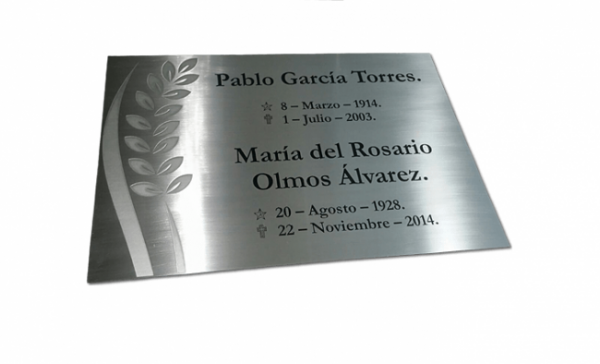 Pablo García Torres.
☆ 8 – Marzo – 1914.
✞ 1 – Julio – 2003.
María del Rosario
Olmos Álvarez.
☆ 20 – Agosto – 1928.
✞ 22 – Noviembre – 2014.